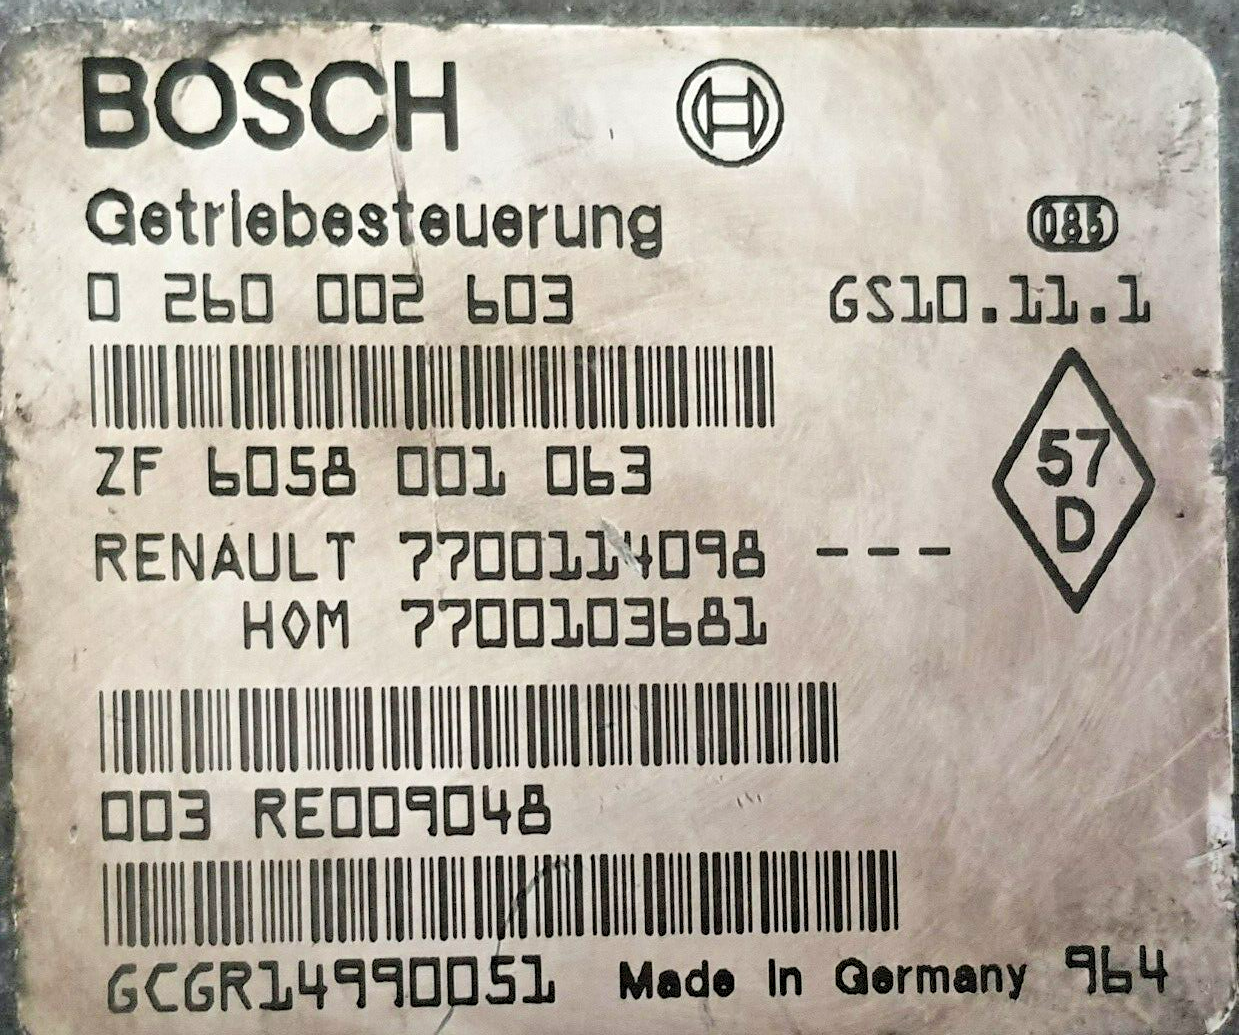 BOSCH
Getriebesteuerung
085
0 260 002 603 GS10.11.1
57
D
ZF 6058 001 063
RENAULT 7700114098 ---
H◊M 7700103681
003 RE009048
GCGR14990051 Made in Germany 964